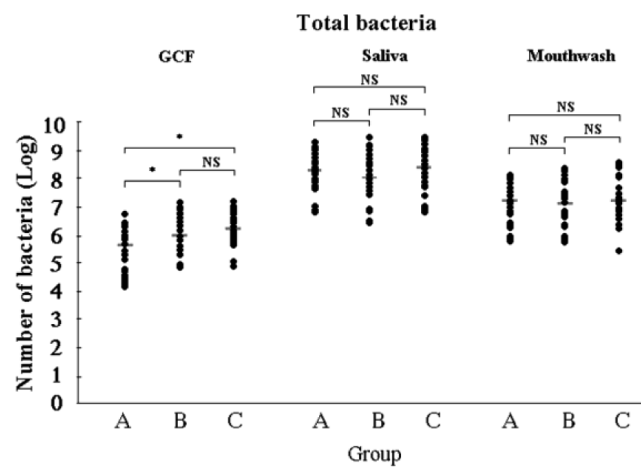 Total bacteria
GCF Saliva Mouthwash
NS NS
* NS NS NS NS
* NS
Number of bacteria (Log)
10
9
8
7
6
5
4
3
2
1
0
A B C A B C A B C
Group